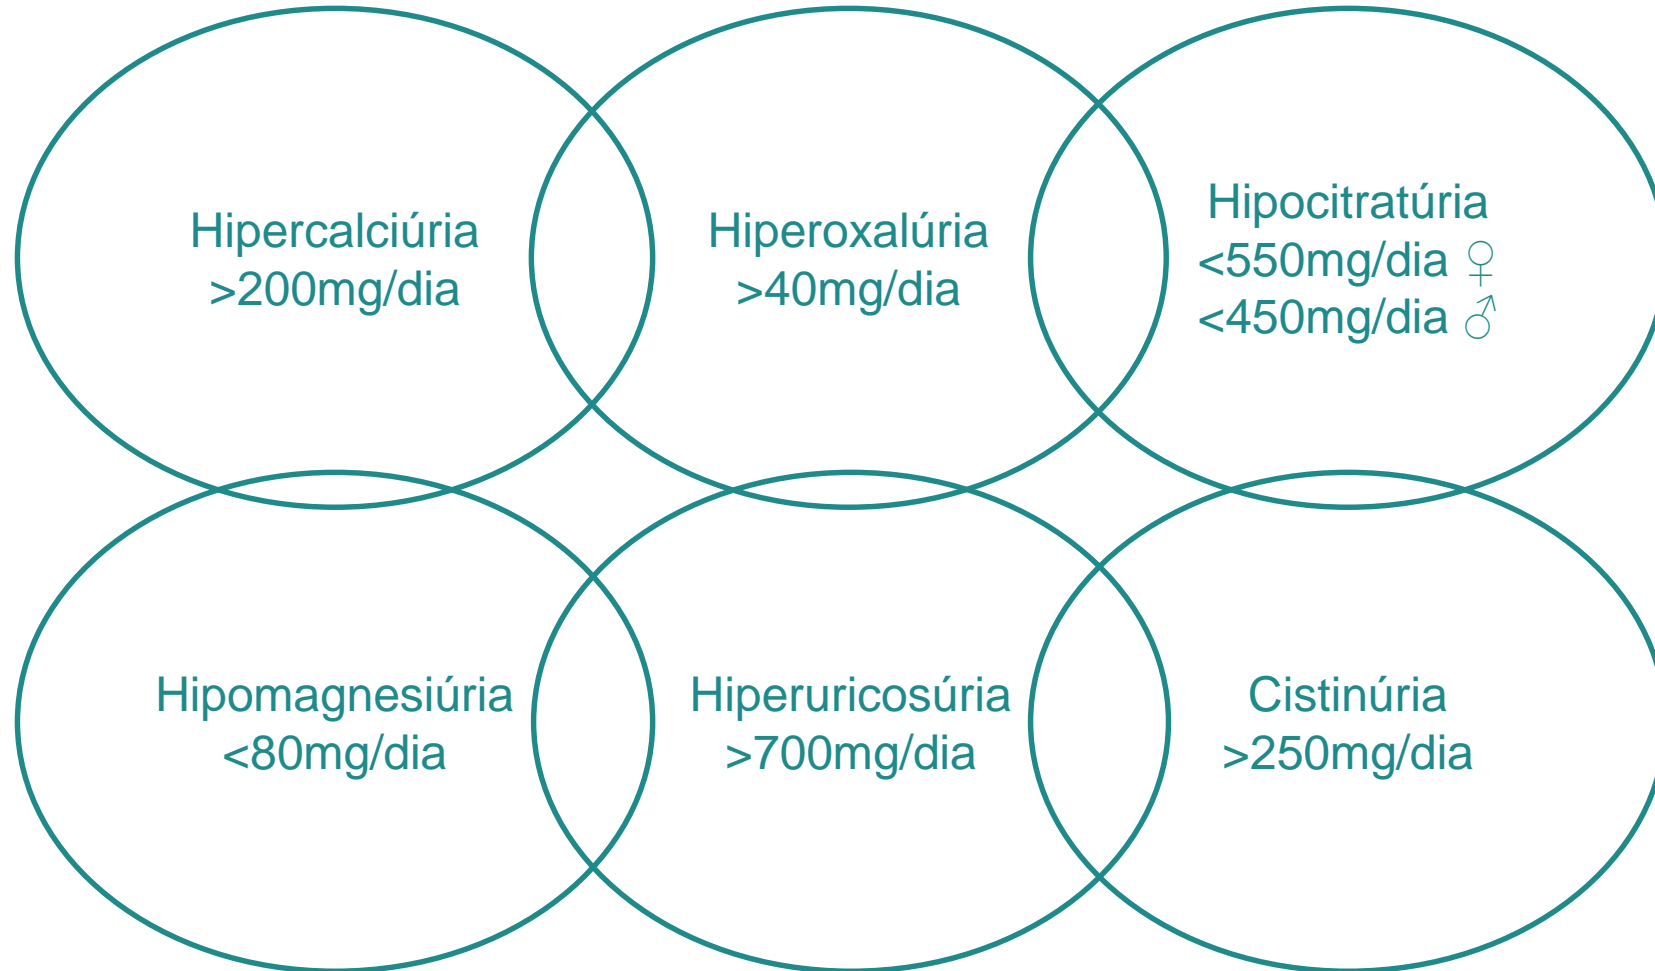 Hipercalciúria
>200mg/dia
Hiperoxalúria
>40mg/dia
Hipocitratúria
<550mg/dia ♀
<450mg/dia ♂
Hipomagnesiúria
<80mg/dia
Hiperuricosúria
>700mg/dia
Cistinúria
>250mg/dia